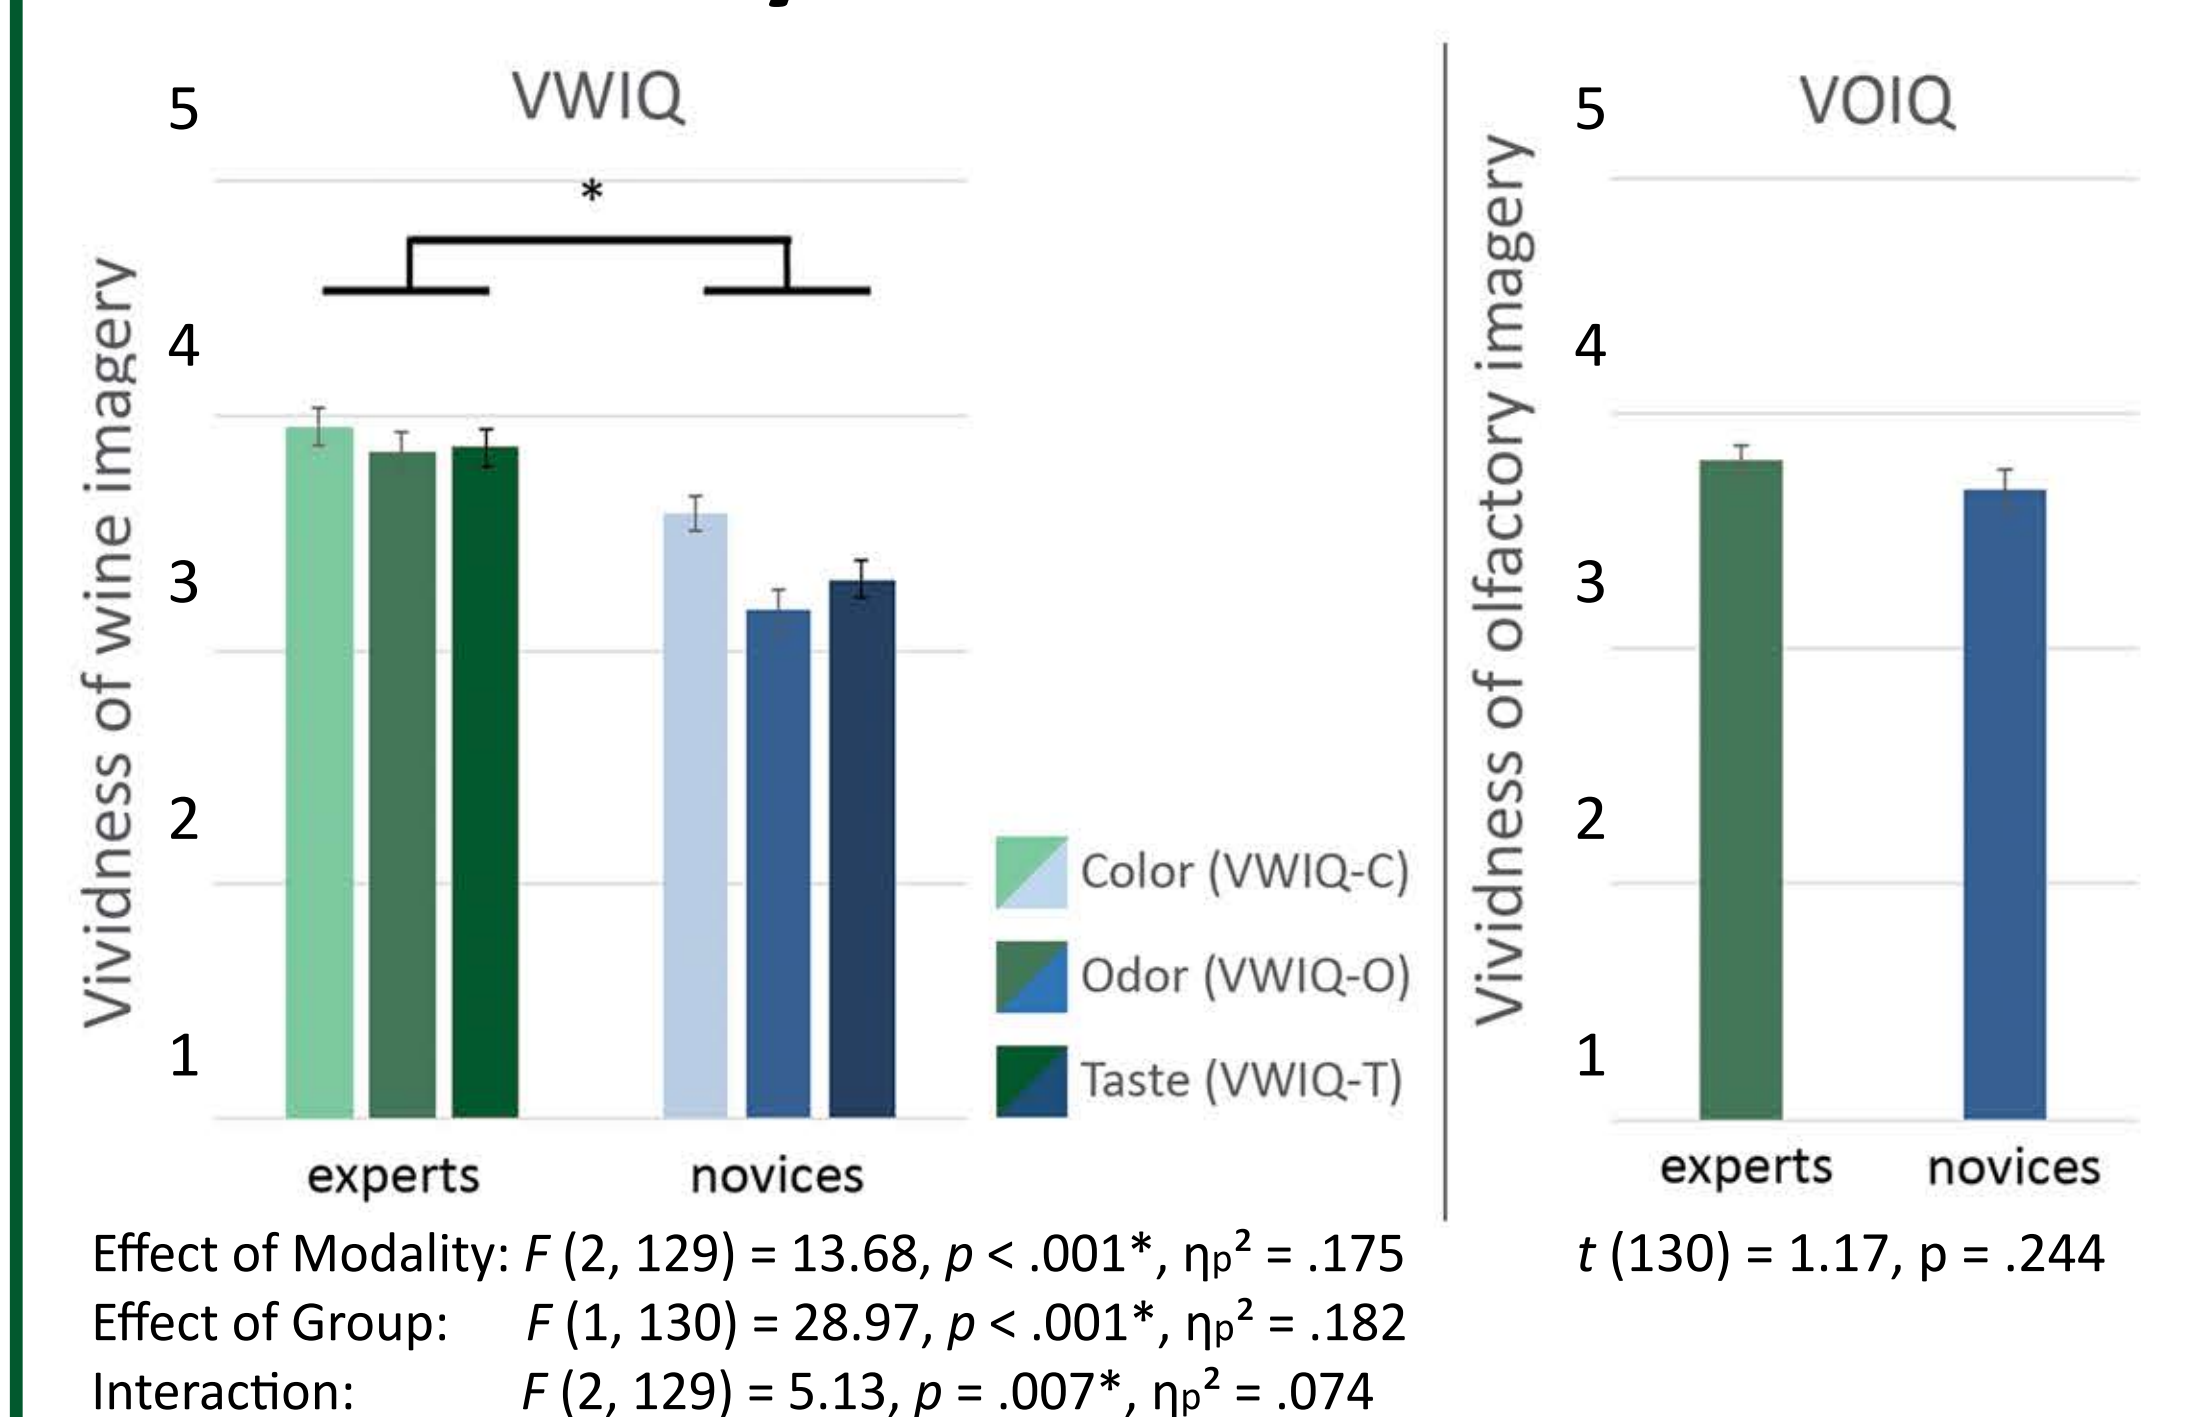 VWIQ
Vividness of wine imagery
5
4
3
2
1
*
experts
novices
Color (VWIQ-C)
Odor (VWIQ-O)
Taste (VWIQ-T)
Effect of Modality: F (2, 129) = 13.68, p < .001*, ηp² = .175
Effect of Group: F (1, 130) = 28.97, p < .001*, ηp² = .182
Interaction: F (2, 129) = 5.13, p = .007*, ηp² = .074
VOIQ
Vividness of olfactory imagery
5
4
3
2
1
experts
novices
t (130) = 1.17, p = .244